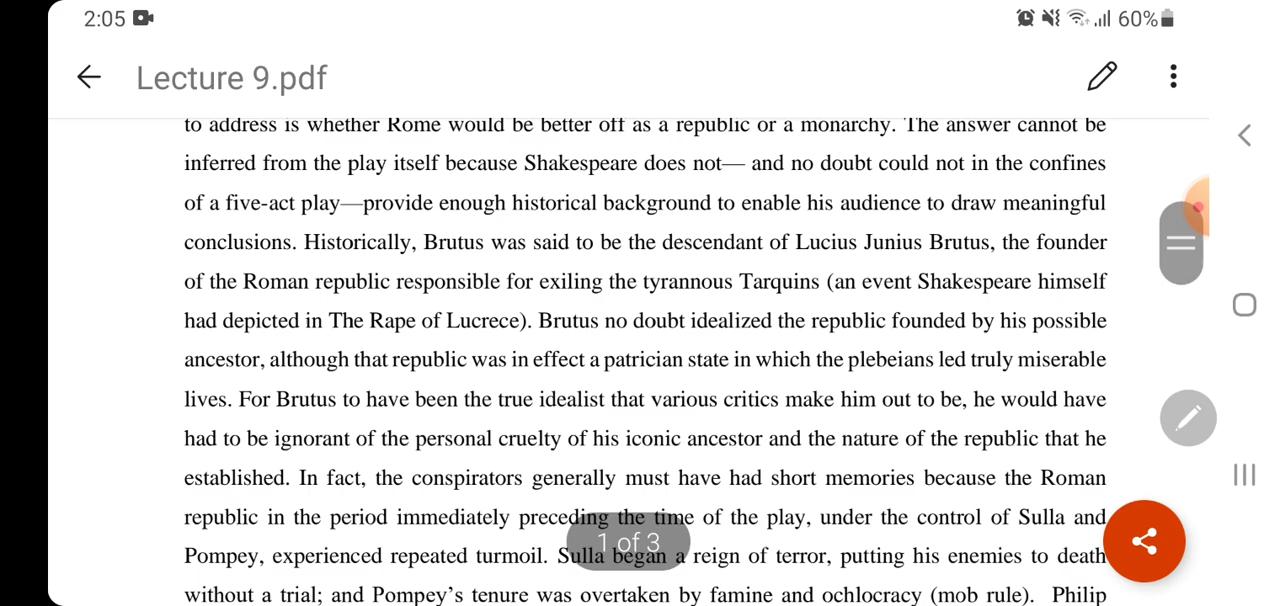 2:05
60%
Lecture 9.pdf
to address is whether Rome would be better off as a republic or a monarchy. The answer cannot be
inferred from the play itself because Shakespeare does not— and no doubt could not in the confines
of a five-act play—provide enough historical background to enable his audience to draw meaningful
conclusions. Historically, Brutus was said to be the descendant of Lucius Junius Brutus, the founder
of the Roman republic responsible for exiling the tyrannous Tarquins (an event Shakespeare himself
had depicted in The Rape of Lucrece). Brutus no doubt idealized the republic founded by his possible
ancestor, although that republic was in effect a patrician state in which the plebeians led truly miserable
lives. For Brutus to have been the true idealist that various critics make him out to be, he would have
had to be ignorant of the personal cruelty of his iconic ancestor and the nature of the republic that he
established. In fact, the conspirators generally must have had short memories because the Roman
republic in the period immediately preceding the time of the play, under the control of Sulla and
Pompey, experienced repeated turmoil. Sulla began a reign of terror, putting his enemies to death
1 of 3
without a trial; and Pompey’s tenure was overtaken by famine and ochlocracy (mob rule). Philip